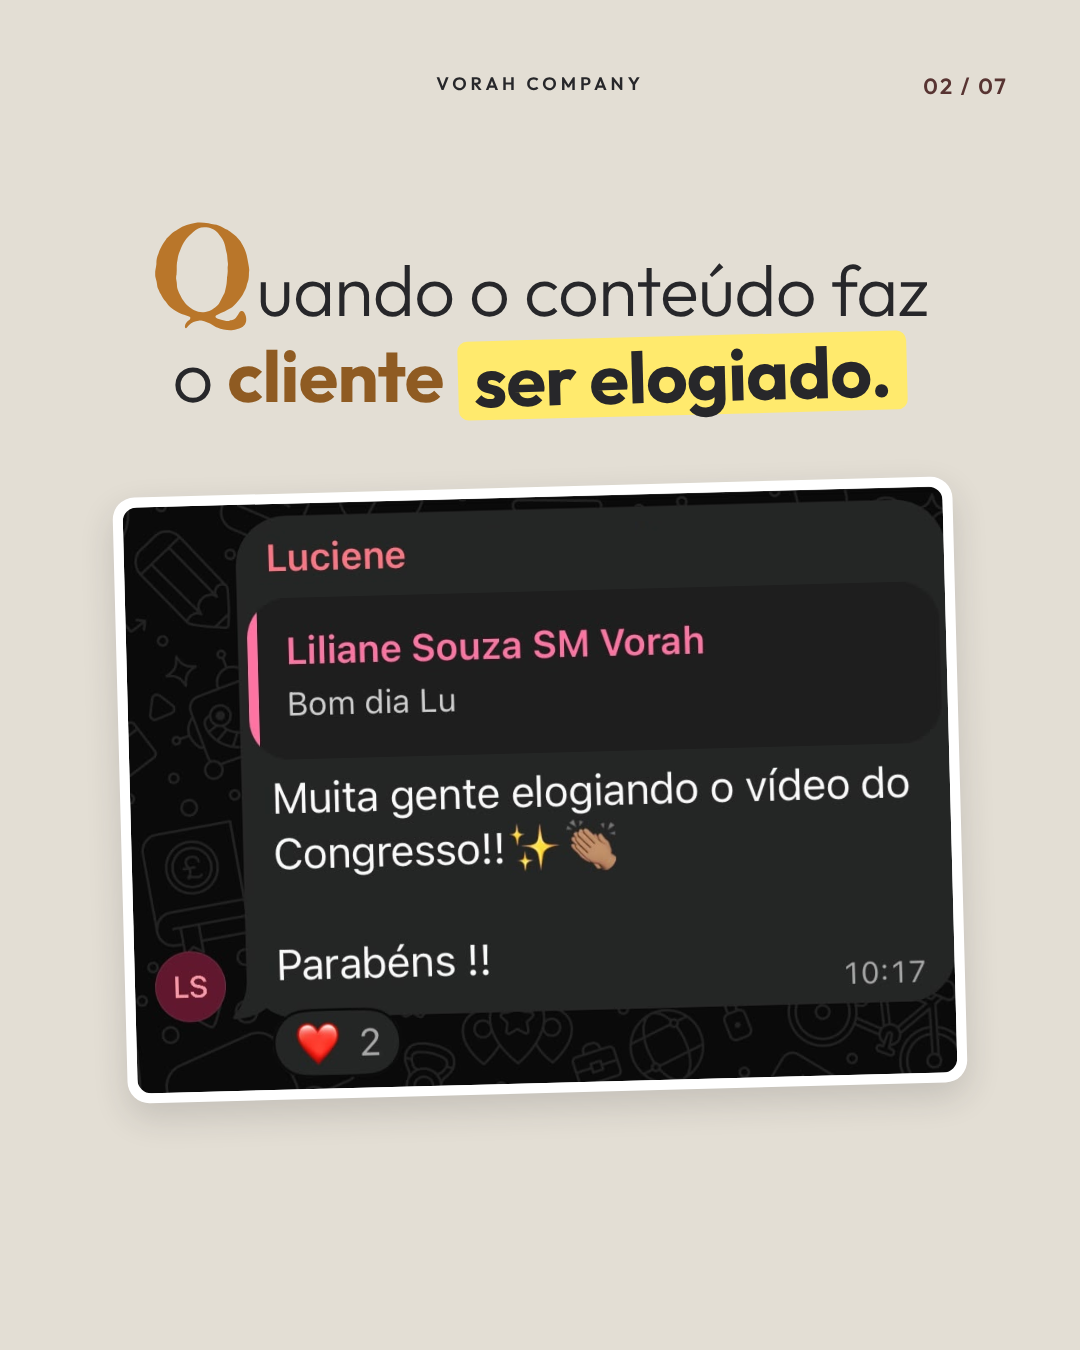 VORAH COMPANY
02 / 07
Quando o conteúdo faz
o cliente ser elogiado.
Luciene
Liliane Souza SM Vorah
Bom dia Lu
Muita gente elogiando o vídeo do
Congresso!!✨👏🏽
Parabéns !!
10:17
LS
❤️ 2